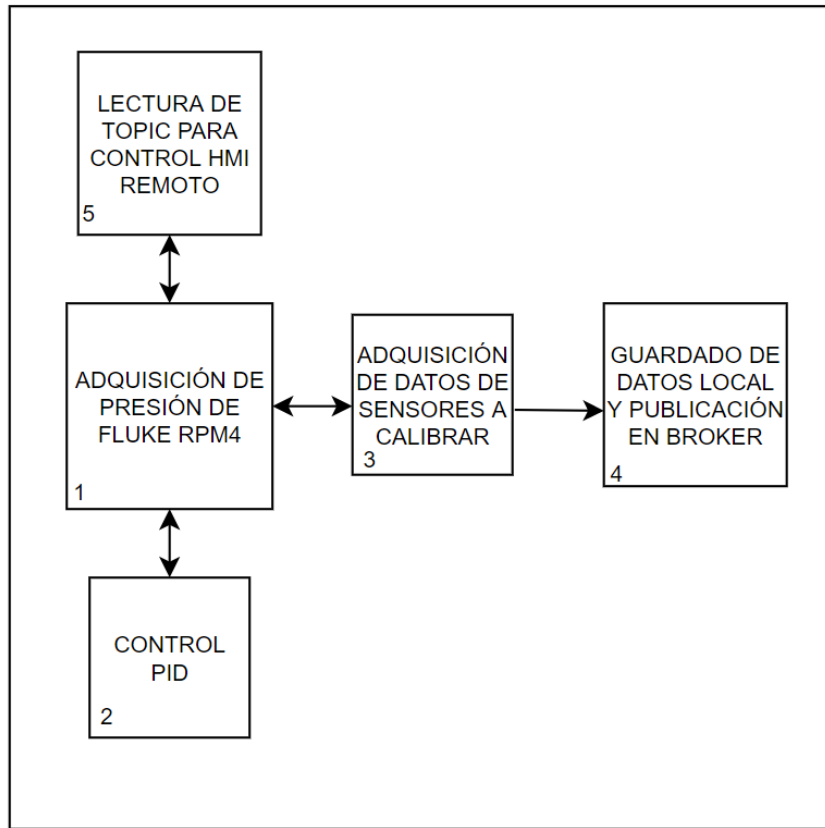 LECTURA DE
TOPIC PARA
CONTROL HMI
REMOTO
5
ADQUISICIÓN DE
PRESIÓN DE
FLUKE RPM4
1
ADQUISICIÓN
DE DATOS DE
SENSORES A
CALIBRAR
3
GUARDADO DE
DATOS LOCAL
Y PUBLICACIÓN
EN BROKER
4
CONTROL
PID
2